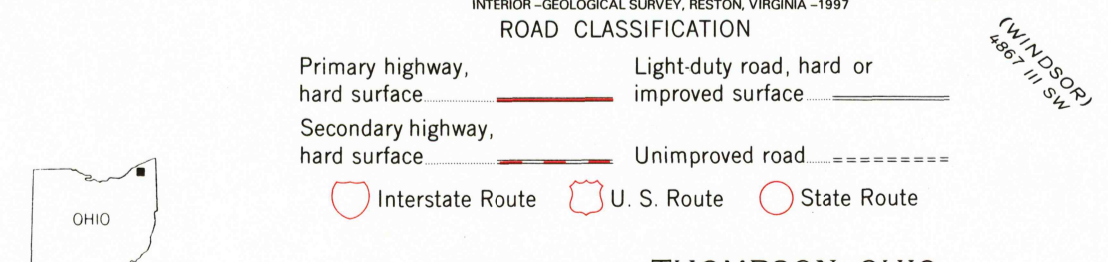 INTERIOR –GEOLOGICAL SURVEY, RESTON, VIRGINIA –1997
ROAD CLASSIFICATION
Primary highway,
hard surface
Light-duty road, hard or
improved surface
Secondary highway,
hard surface
Unimproved road
Interstate Route
U. S. Route
State Route
(WINDSOR)
4867 III SW
OHIO